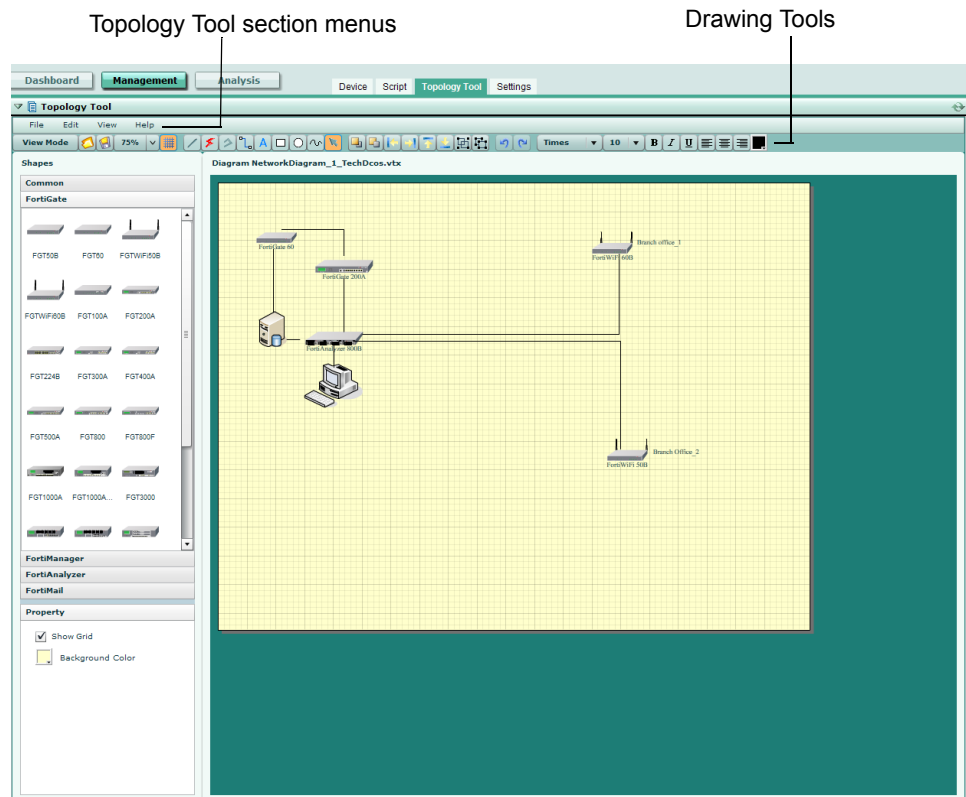 Topology Tool section menus
Drawing Tools
Dashboard Management Analysis
Device Script Topology Tool Settings
Topology Tool
File Edit View Help
View Mode 75% A Times 10 B I U
Shapes
Diagram NetworkDiagram_1_TechDcos.vtx
Common
FortiGate
FGT50B FGT60 FGTWiFi50B
FGTWiFi60B FGT100A FGT200A
FGT224B FGT300A FGT400A
FGT500A FGT800 FGT800F
FGT1000A FGT1000A... FGT3000
FortiManager
FortiAnalyzer
FortiMail
Property
Show Grid
Background Color
FortiGate 60
FortiGate 200A
Branch office_1
FortiWiFi 60B
FortiAnalyzer 800B
Branch Office_2
FortiWiFi 50B